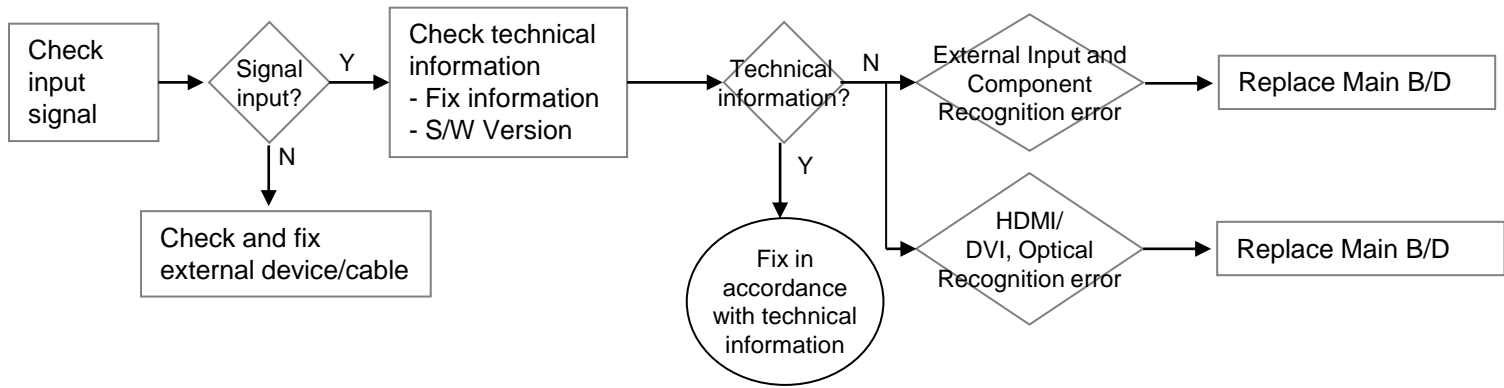 Check
input
signal
Signal
input?
Y
N
Check and fix
external device/cable
Check technical
information
- Fix information
- S/W Version
Technical
information?
N
Y
Fix in
accordance
with technical
information
External Input and
Component
Recognition error
Replace Main B/D
HDMI/
DVI, Optical
Recognition error
Replace Main B/D